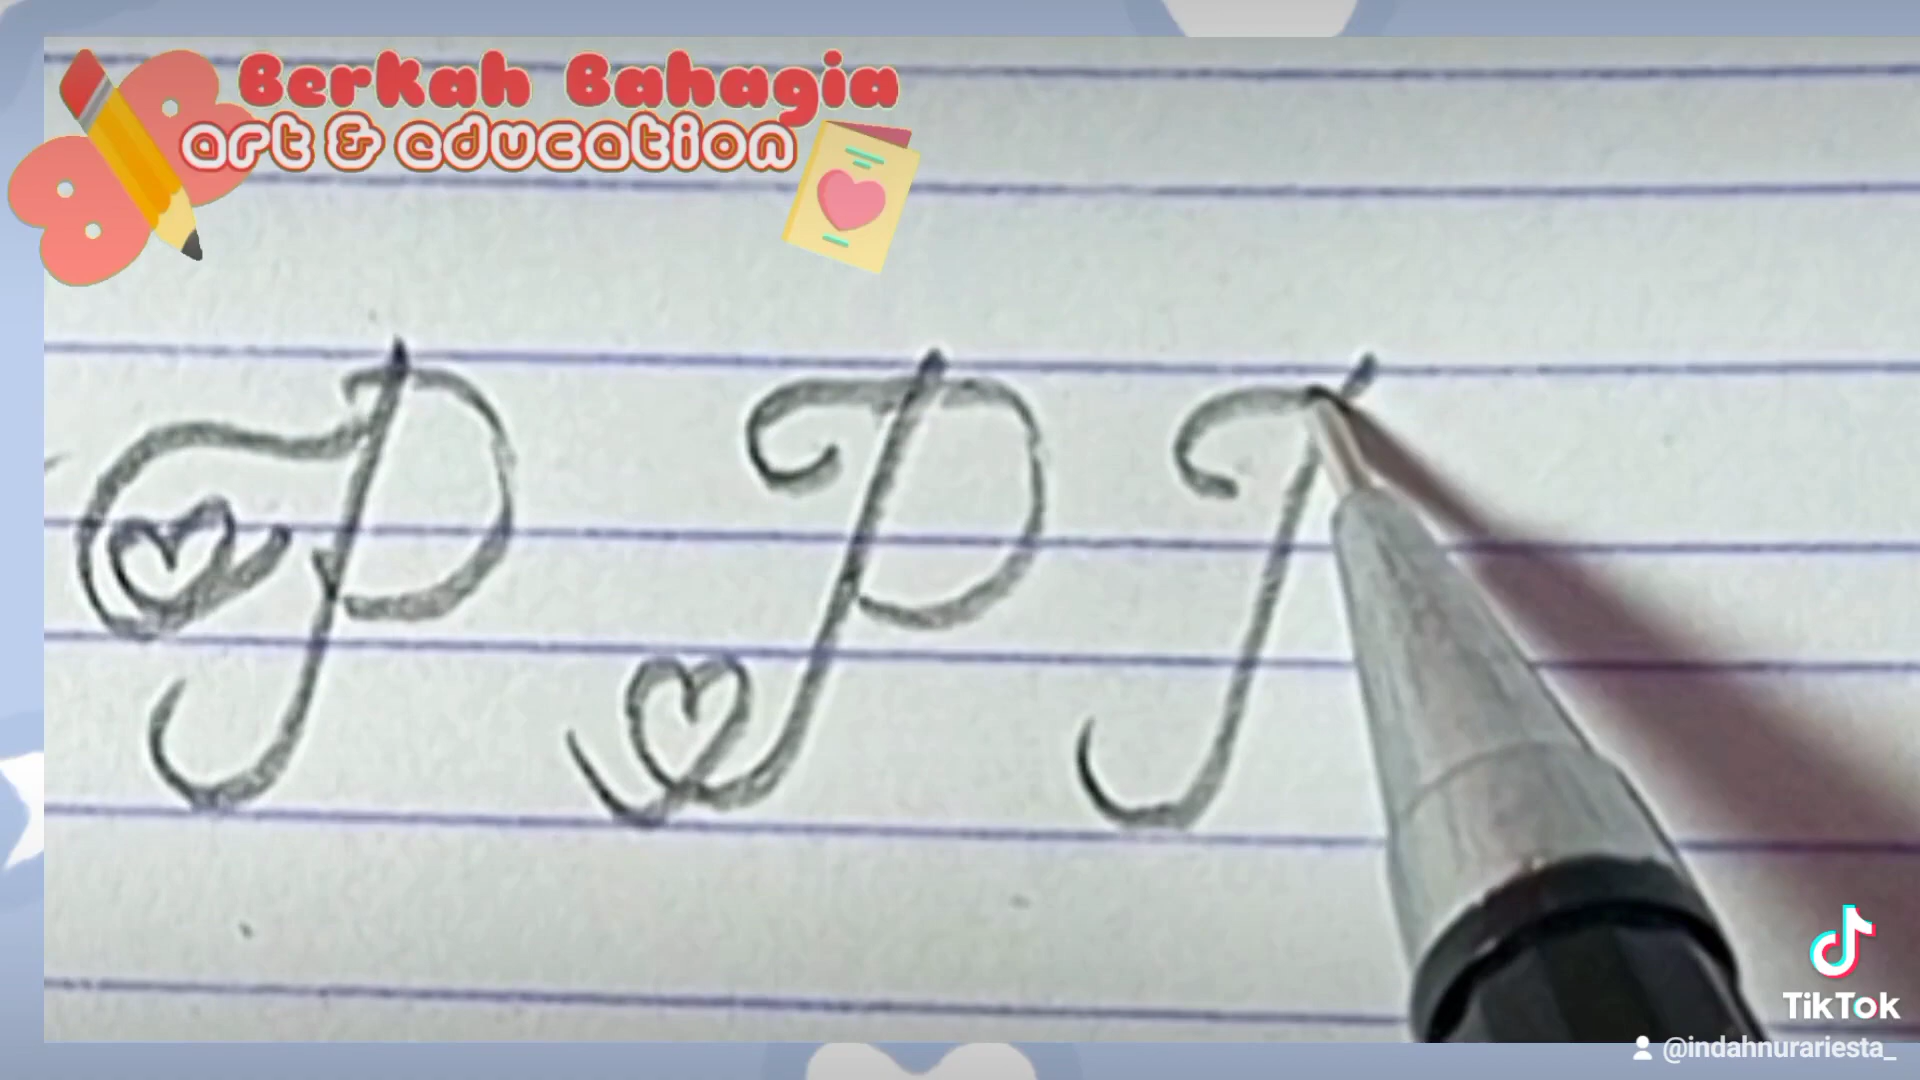 Berkah Bahagia
art & education
P P
TikTok
@indahnurariesta_